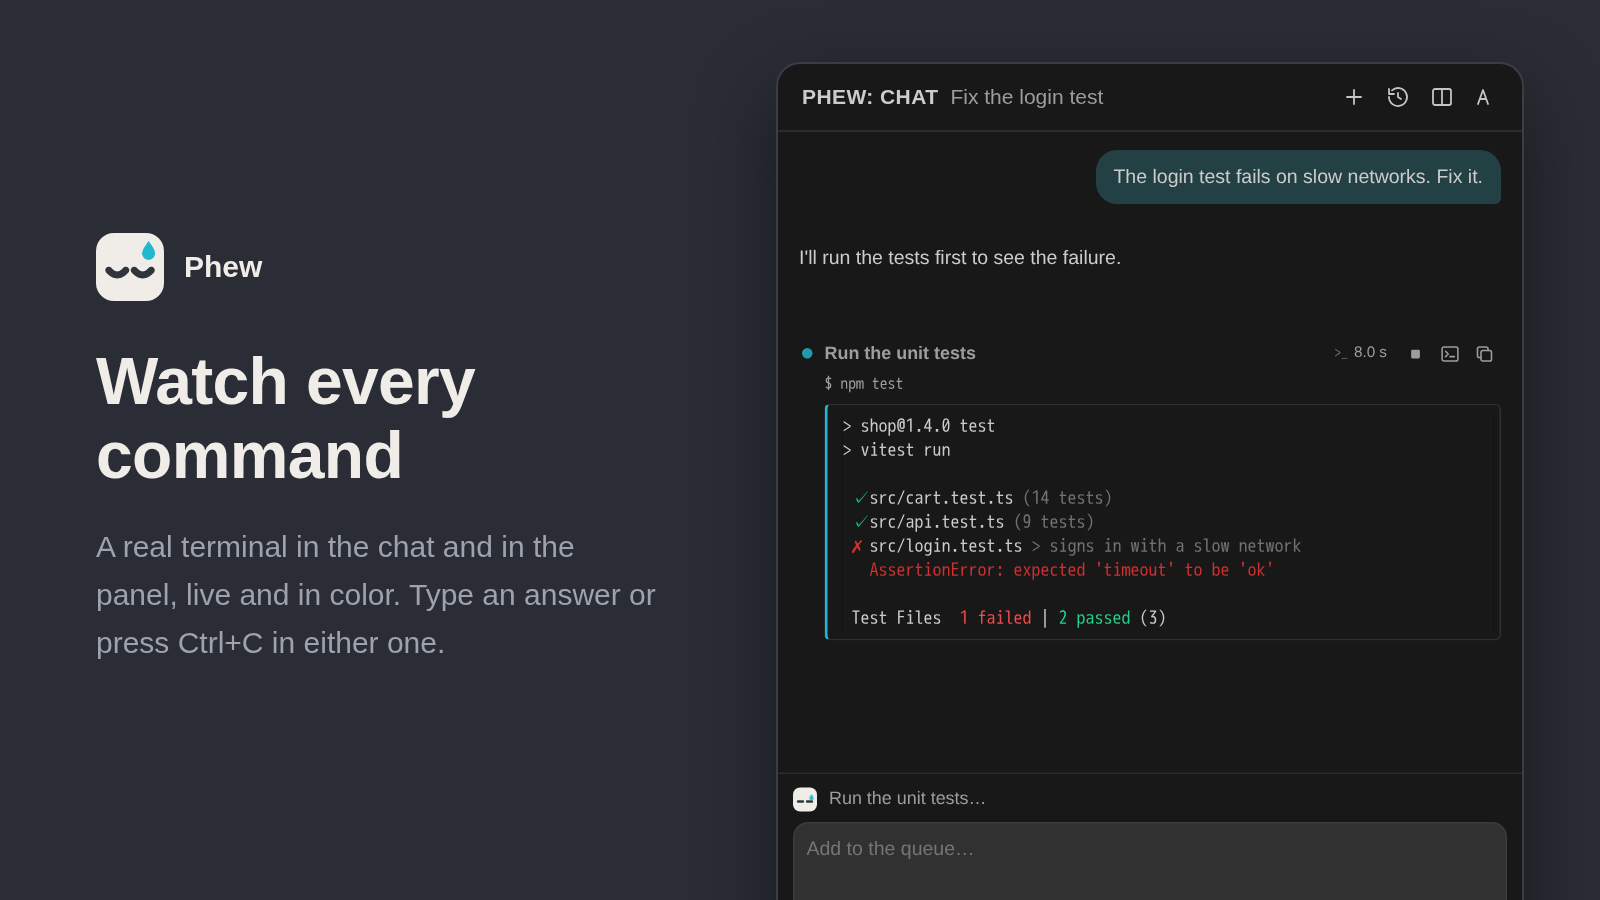 Phew
Watch every
command
A real terminal in the chat and in the
panel, live and in color. Type an answer or
press Ctrl+C in either one.
PHEW: CHAT Fix the login test
The login test fails on slow networks. Fix it.
I'll run the tests first to see the failure.
Run the unit tests >_ 8.0 s
$ npm test
> shop@1.4.0 test
> vitest run
✓ src/cart.test.ts (14 tests)
✓ src/api.test.ts (9 tests)
✗ src/login.test.ts > signs in with a slow network
AssertionError: expected 'timeout' to be 'ok'
Test Files 1 failed | 2 passed (3)
Run the unit tests…
Add to the queue…